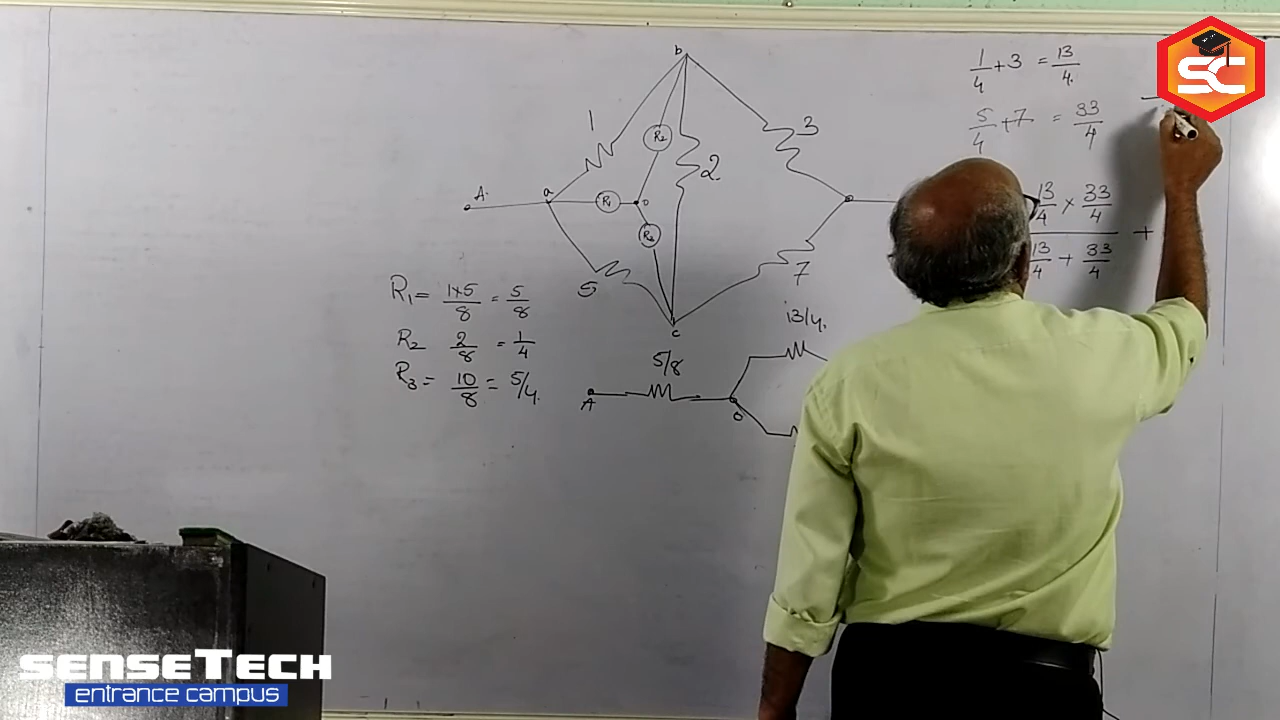 b
1/4 + 3 = 13/4
5/4 + 7 = 33/4
SC
1
R2
3
2
A
a
R1
o
R3
13/4 × 33/4
13/4 + 33/4
+
5
7
c
R1 = 1×5/8 = 5/8
R2 2/8 = 1/4
R3 = 10/8 = 5/4
13/4
5/8
A
o
SENSETECH
entrance campus